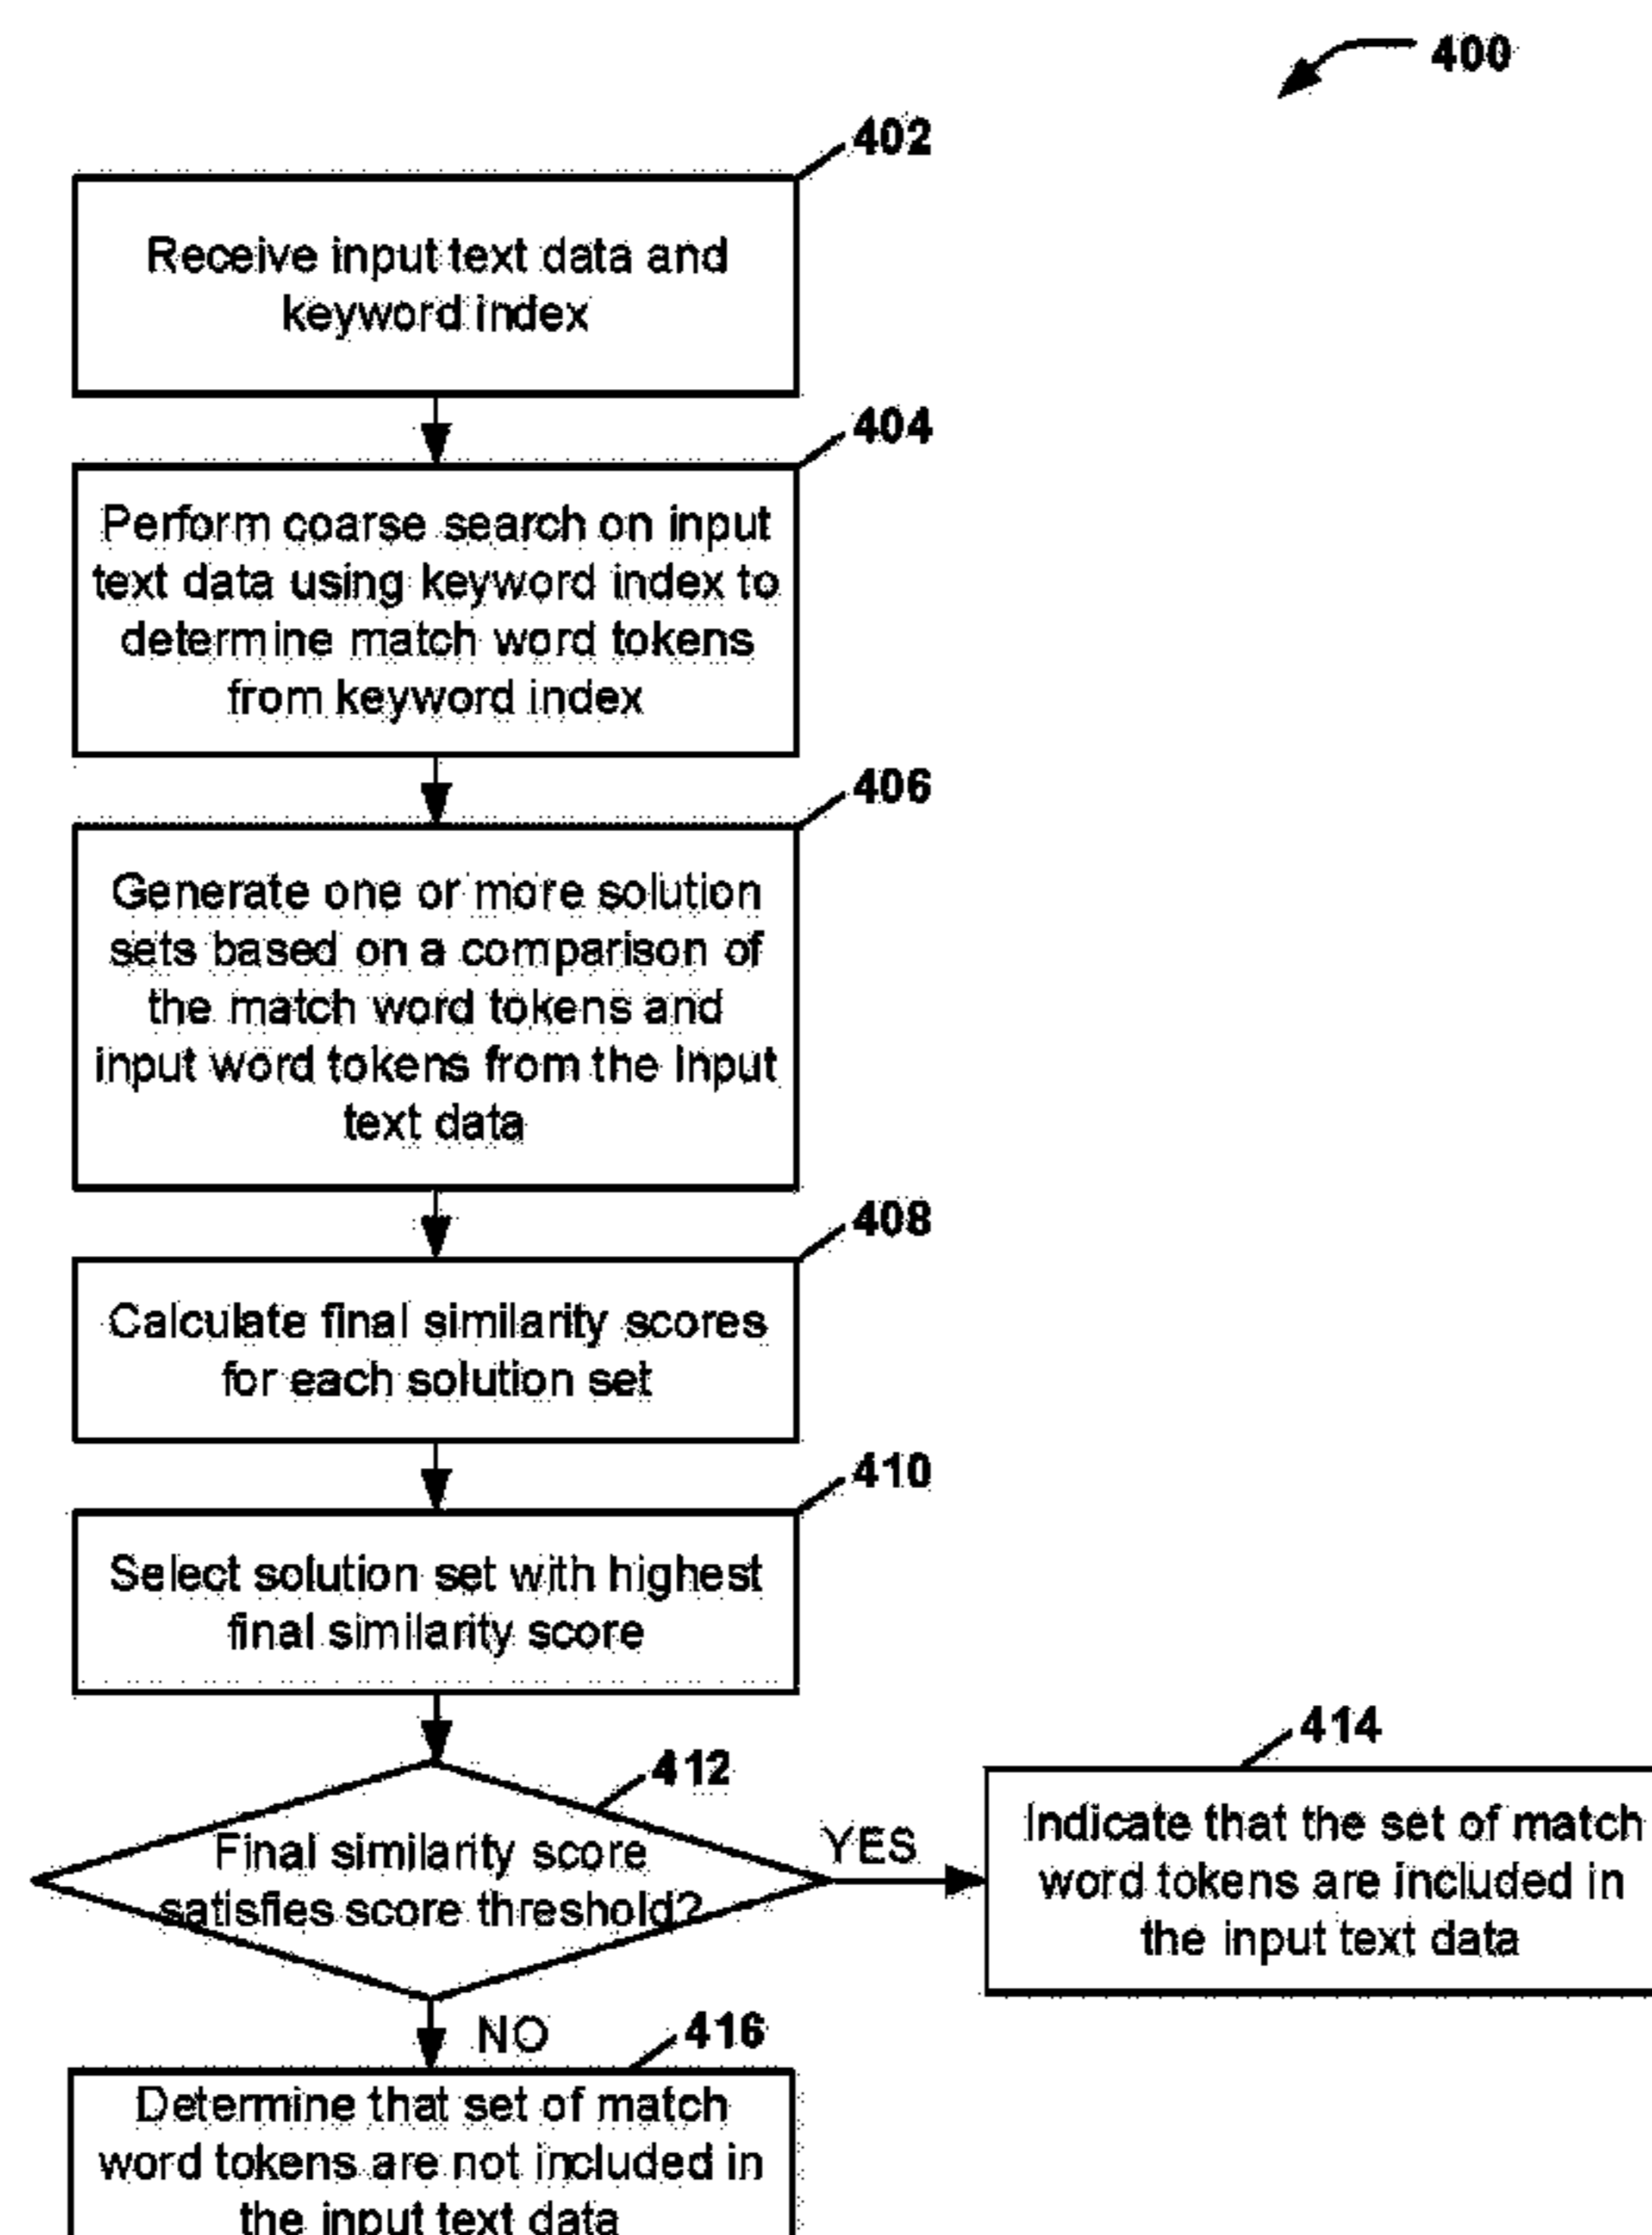 400
402
Receive input text data and
keyword index
404
Perform coarse search on input
text data using keyword index to
determine match word tokens
from keyword index
406
Generate one or more solution
sets based on a comparison of
the match word tokens and
input word tokens from the input
text data
408
Calculate final similarity scores
for each solution set
410
Select solution set with highest
final similarity score
412
Final similarity score
satisfies score threshold?
YES
414
Indicate that the set of match
word tokens are included in
the input text data
NO
416
Determine that set of match
word tokens are not included in
the input text data